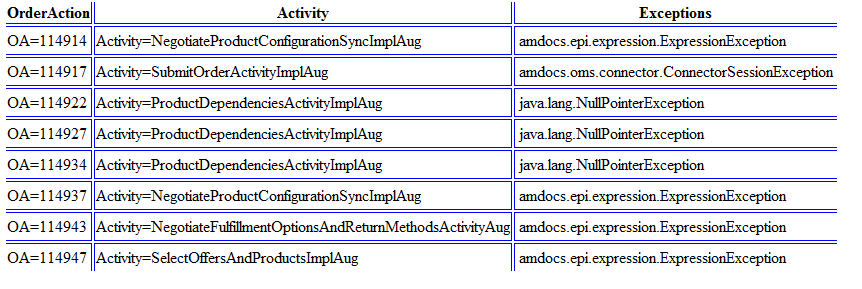 OrderAction Activity Exceptions
OA=114914 Activity=NegotiateProductConfigurationSyncImplAug amdocs.epi.expression.ExpressionException
OA=114917 Activity=SubmitOrderActivityImplAug amdocs.oms.connector.ConnectorSessionException
OA=114922 Activity=ProductDependenciesActivityImplAug java.lang.NullPointerException
OA=114927 Activity=ProductDependenciesActivityImplAug java.lang.NullPointerException
OA=114934 Activity=ProductDependenciesActivityImplAug java.lang.NullPointerException
OA=114937 Activity=NegotiateProductConfigurationSyncImplAug amdocs.epi.expression.ExpressionException
OA=114943 Activity=NegotiateFulfillmentOptionsAndReturnMethodsActivityAug amdocs.epi.expression.ExpressionException
OA=114947 Activity=SelectOffersAndProductsImplAug amdocs.epi.expression.ExpressionException